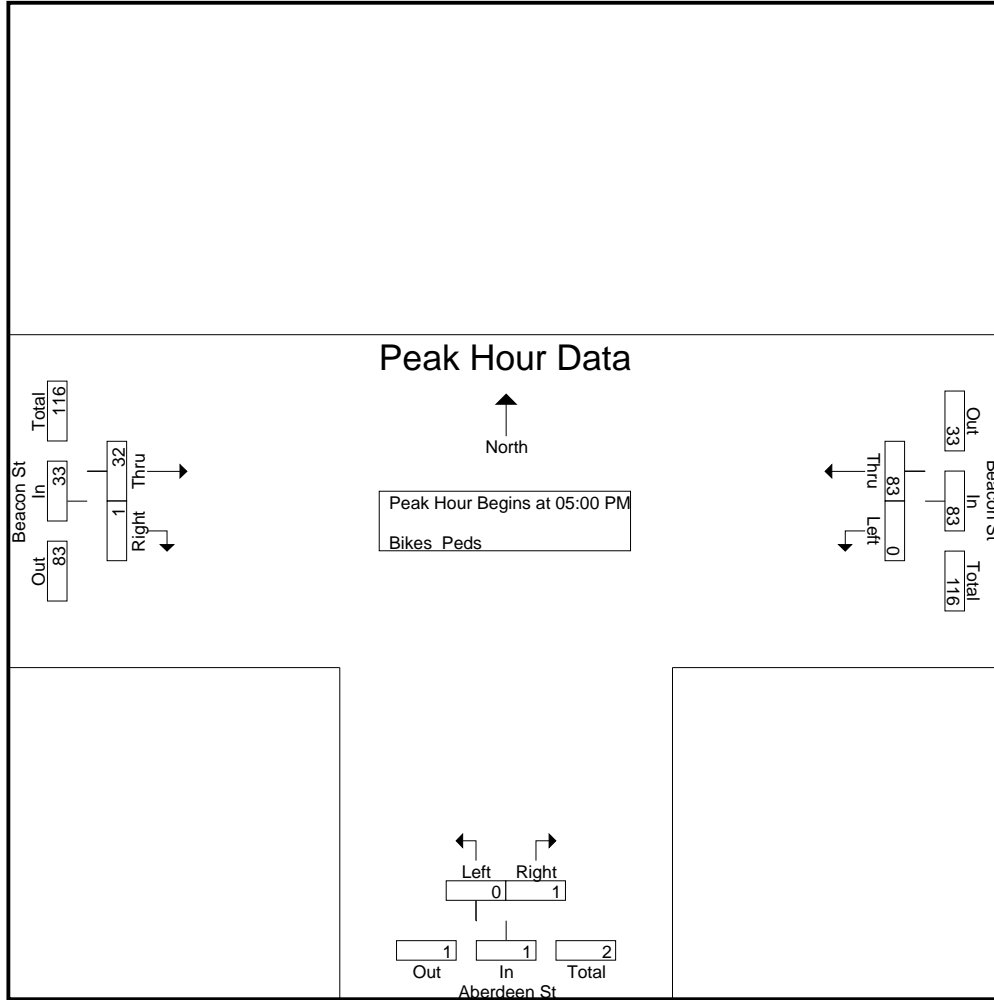 Peak Hour Data
North
Peak Hour Begins at 05:00 PM
Bikes Peds
Beacon St
Total
116
In
33
Out
83
32
Thru
1
Right
Out
33
Beacon St
In
83
Total
116
Thru
83
Left
0
Left Right
0 1
1 1 2
Out In Total
Aberdeen St